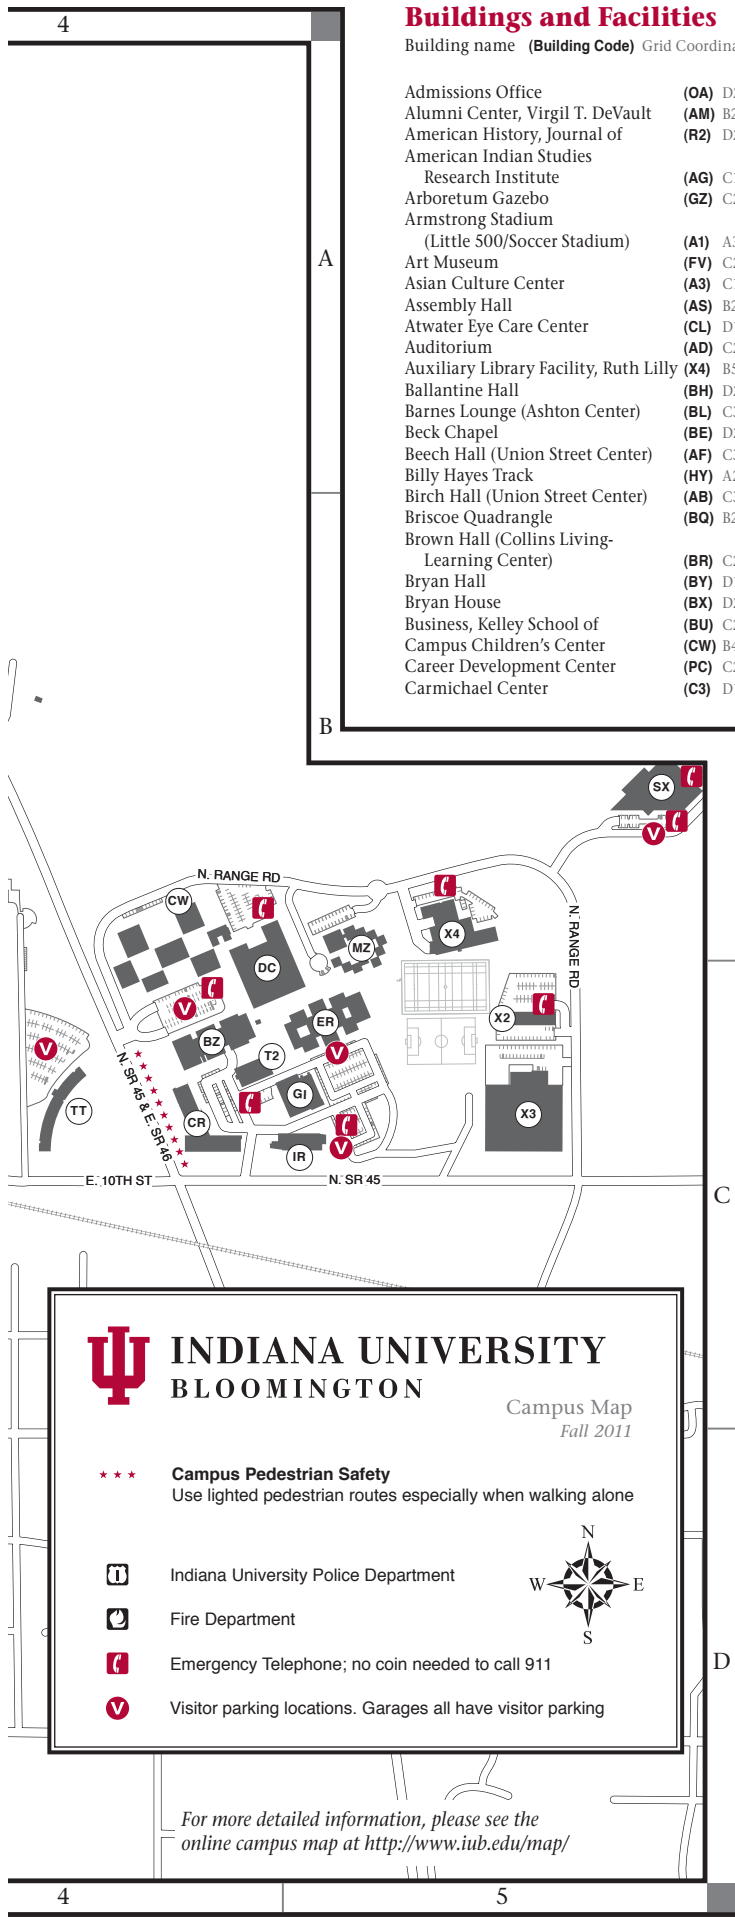 4
Buildings and Facilities
Building name (Building Code) Grid
Admissions Office (OA)
Alumni Center, Virgil T. DeVault (AM)
American History, Journal of (R2)
American Indian Studies
Research Institute (AG)
Arboretum Gazebo (GZ)
Armstrong Stadium
(Little 500/Soccer Stadium) (A1)
Art Museum (FV)
Asian Culture Center (A3)
Assembly Hall (AS)
Atwater Eye Care Center (CL)
Auditorium (AD)
Auxiliary Library Facility, Ruth Lilly (X4)
Ballantine Hall (BH)
Barnes Lounge (Ashton Center) (BL)
Beck Chapel (BE)
Beech Hall (Union Street Center) (AF)
Billy Hayes Track (HY)
Birch Hall (Union Street Center) (AB)
Briscoe Quadrangle (BQ)
Brown Hall (Collins Living-
Learning Center) (BR)
Bryan Hall (BY)
Bryan House (BX)
Business, Kelley School of (BU)
Campus Children's Center (CW)
Career Development Center (PC)
Carmichael Center (C3)
A
B
SX
V
N. RANGE RD
CW
X4
N. RANGE RD
MZ
DC
V
X2
ER
BZ
V
T2
V
N. SR 45 & E. SR 46
GI
TT
CR
X3
V
IR
E. 10TH ST
N. SR 45
C
INDIANA UNIVERSITY
BLOOMINGTON
Campus Map
Fall 2011
Campus Pedestrian Safety
Use lighted pedestrian routes especially when walking alone
N
W
E
S
Indiana University Police Department
Fire Department
Emergency Telephone; no coin needed to call 911
V
Visitor parking locations. Garages all have visitor parking
D
For more detailed information, please see the
online campus map at http://www.iub.edu/map/
4
5